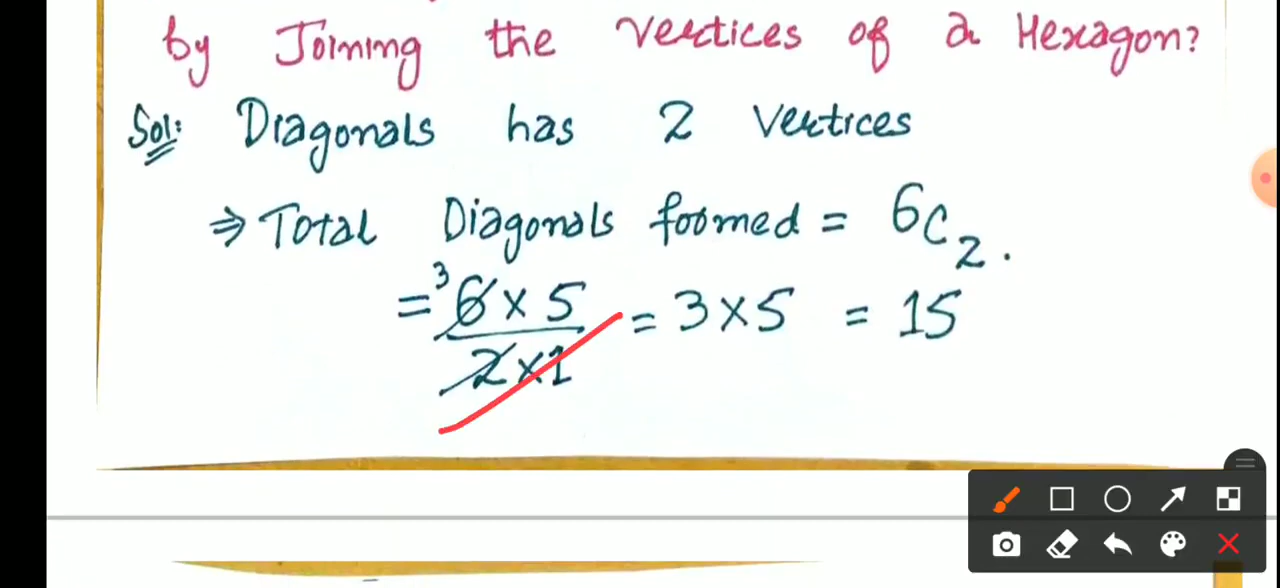 by Joining the vertices of a Hexagon?
Sol: Diagonals has 2 vertices
⇒ Total Diagonals formed = 6C2.
= 3 6 × 5 / 2 × 1 = 3 × 5 = 15